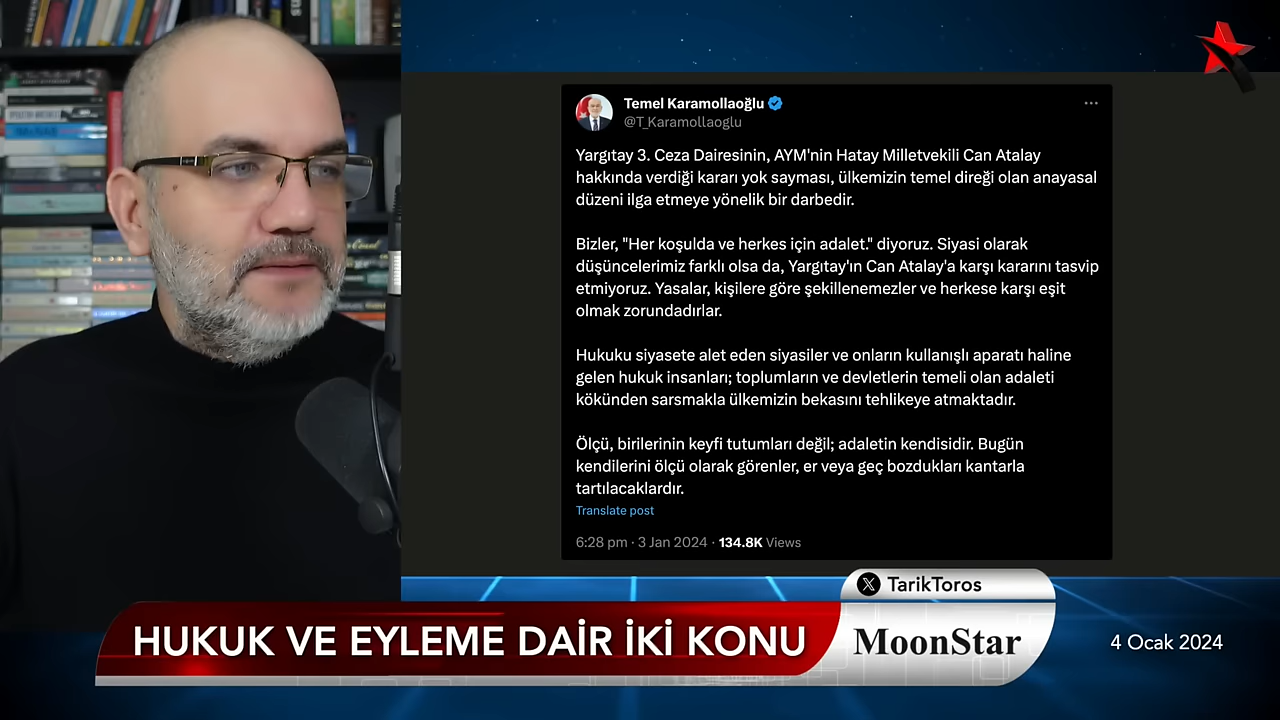 Temel Karamollaoğlu
@T_Karamollaoglu
Yargıtay 3. Ceza Dairesinin, AYM'nin Hatay Milletvekili Can Atalay
hakkında verdiği kararı yok sayması, ülkemizin temel direği olan anayasal
düzeni ilga etmeye yönelik bir darbedir.
Bizler, "Her koşulda ve herkes için adalet." diyoruz. Siyasi olarak
düşüncelerimiz farklı olsa da, Yargıtay'ın Can Atalay'a karşı kararını tasvip
etmiyoruz. Yasalar, kişilere göre şekillenemezler ve herkese karşı eşit
olmak zorundadırlar.
Hukuku siyasete alet eden siyasiler ve onların kullanışlı aparatı haline
gelen hukuk insanları; toplumların ve devletlerin temeli olan adaleti
kökünden sarsmakla ülkemizin bekasını tehlikeye atmaktadır.
Ölçü, birilerinin keyfi tutumları değil; adaletin kendisidir. Bugün
kendilerini ölçü olarak görenler, er veya geç bozdukları kantarla
tartılacaklardır.
Translate post
6:28 pm · 3 Jan 2024 · 134.8K Views
TarikToros
HUKUK VE EYLEME DAİR İKİ KONU
MoonStar
4 Ocak 2024